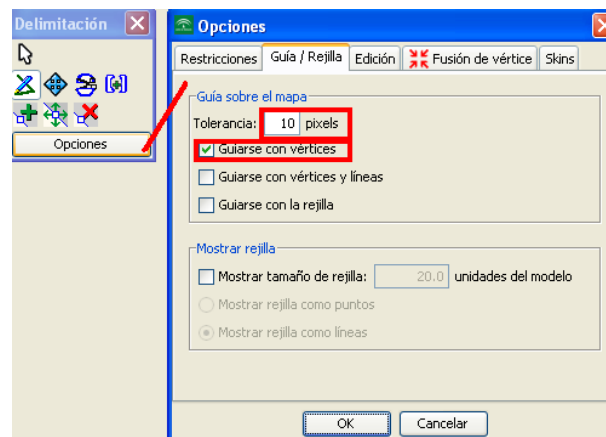 Delimitación
Opciones
Opciones
Restricciones Guía / Rejilla Edición Fusión de vértice Skins
Guía sobre el mapa
Tolerancia: 10 pixels
Guiarse con vértices
Guiarse con vértices y líneas
Guiarse con la rejilla
Mostrar rejilla
Mostrar tamaño de rejilla: 20.0 unidades del modelo
Mostrar rejilla como puntos
Mostrar rejilla como líneas
OK Cancelar